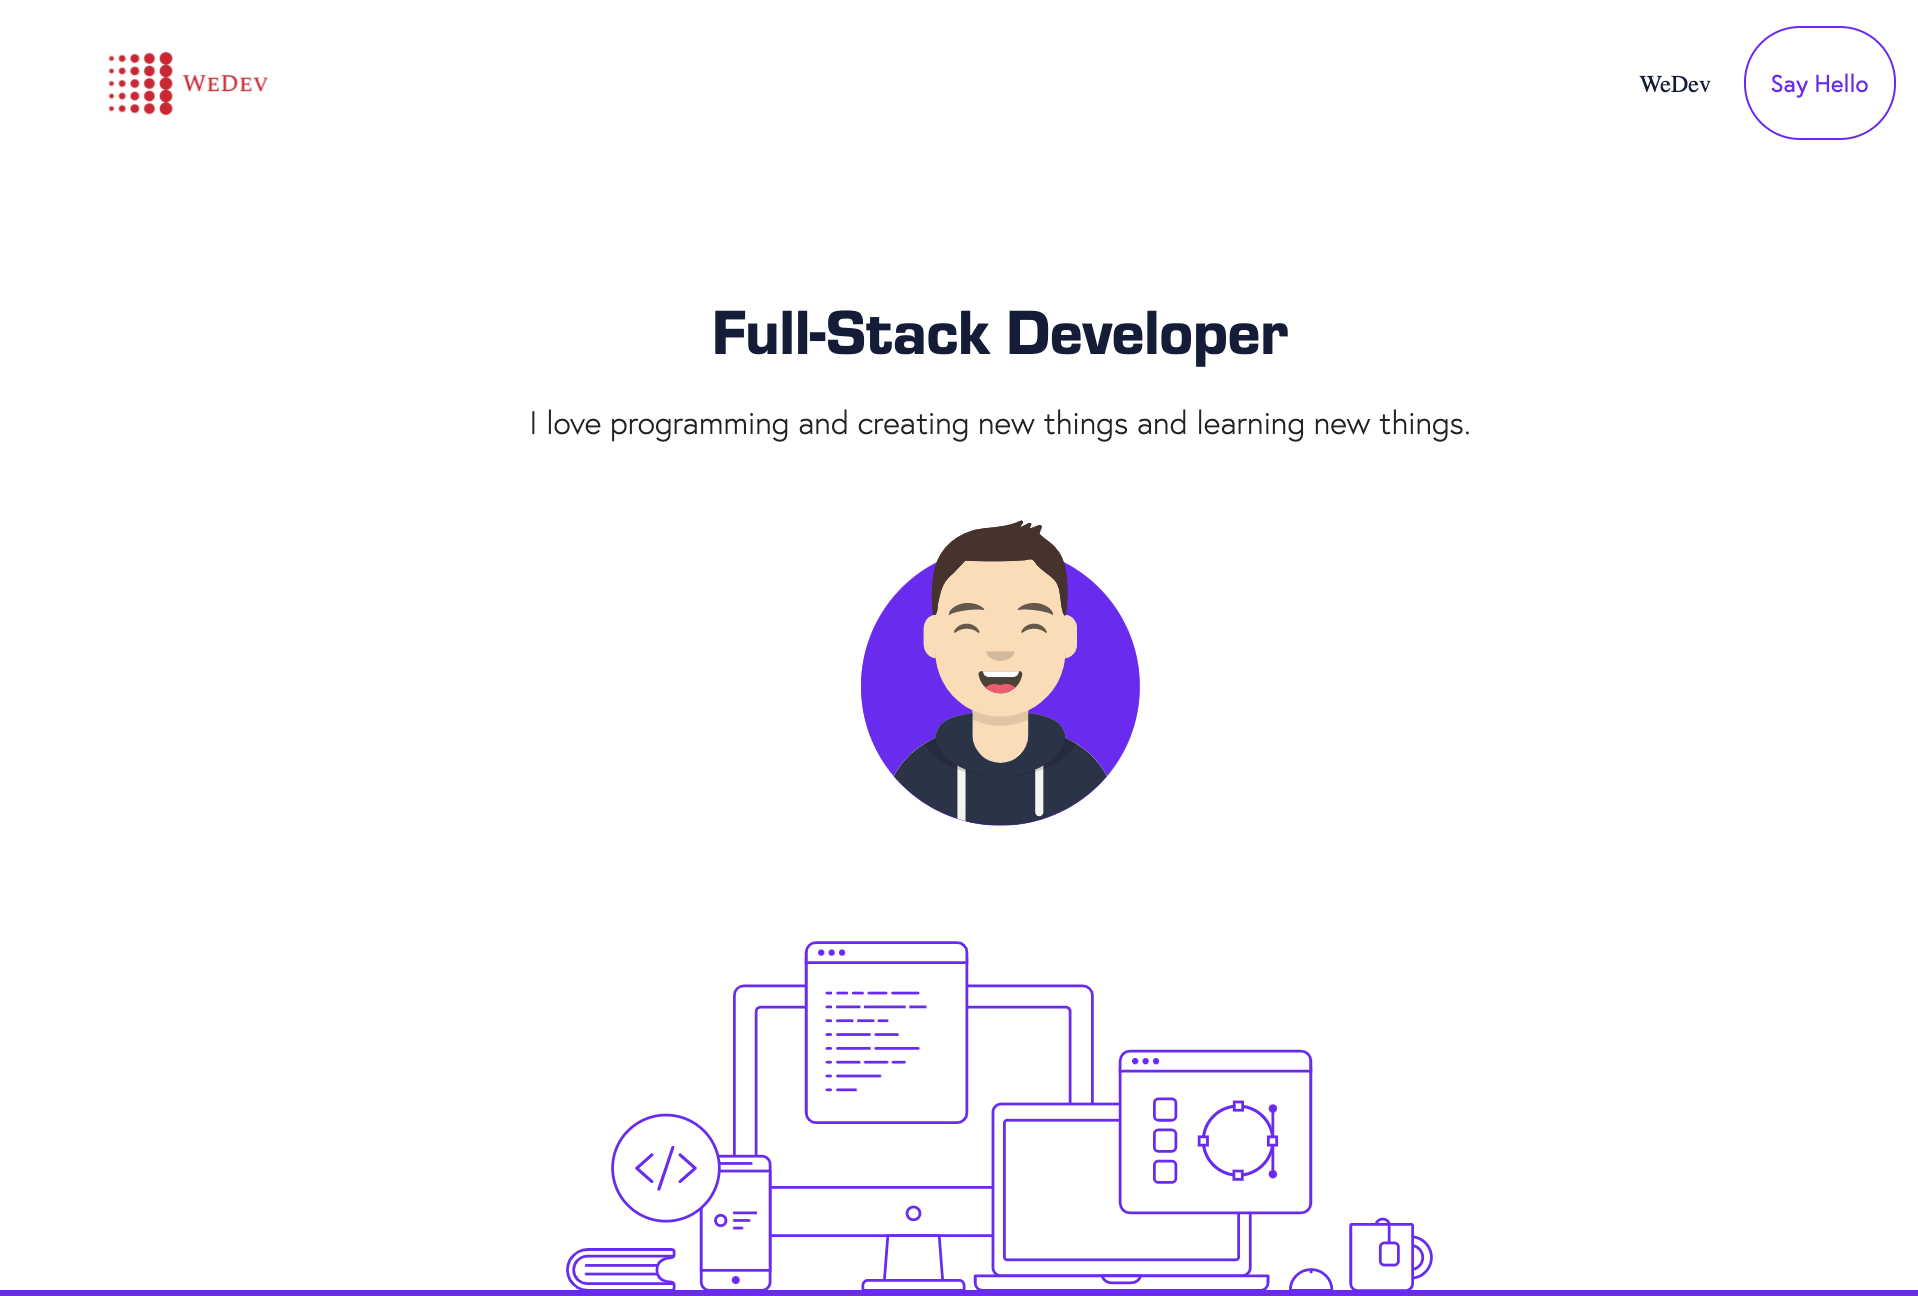 WEDEV
WeDev
Say Hello
Full-Stack Developer
I love programming and creating new things and learning new things.
</>